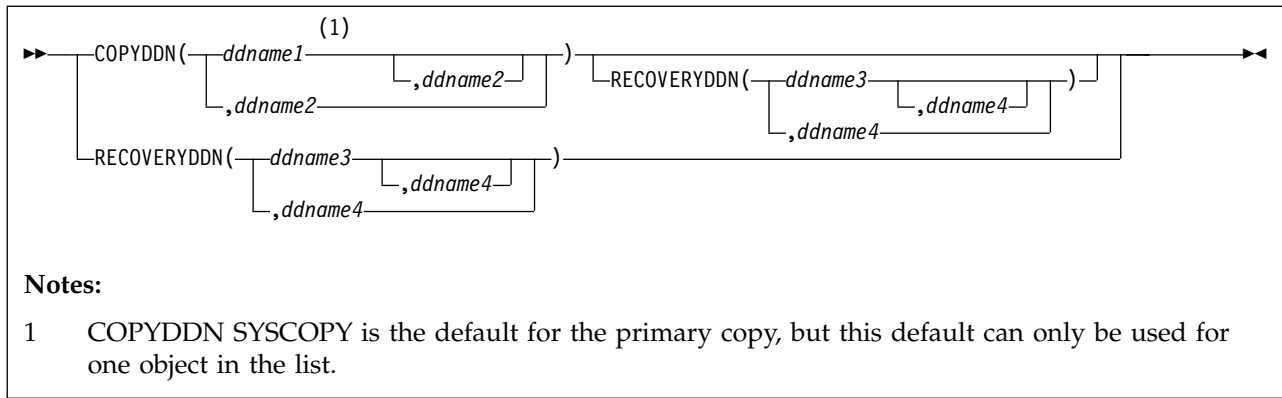 (1)
COPYDDN( ddname1 ,ddname2 ) RECOVERYDDN( ddname3 ,ddname4 )
,ddname2 ,ddname4
RECOVERYDDN( ddname3 ,ddname4 )
,ddname4
Notes:
1 COPYDDN SYSCOPY is the default for the primary copy, but this default can only be used for
one object in the list.